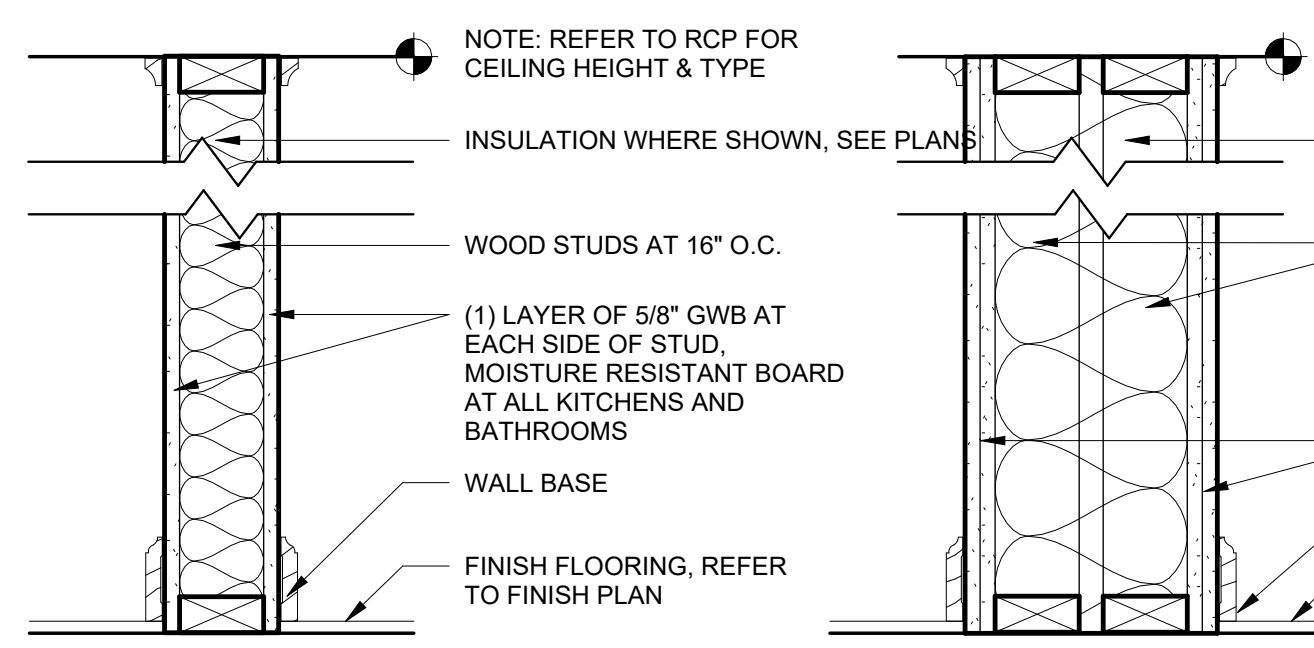 NOTE: REFER TO RCP FOR
CEILING HEIGHT & TYPE
INSULATION WHERE SHOWN, SEE PLANS
WOOD STUDS AT 16" O.C.
(1) LAYER OF 5/8" GWB AT
EACH SIDE OF STUD,
MOISTURE RESISTANT BOARD
AT ALL KITCHENS AND
BATHROOMS
WALL BASE
FINISH FLOORING, REFER
TO FINISH PLAN